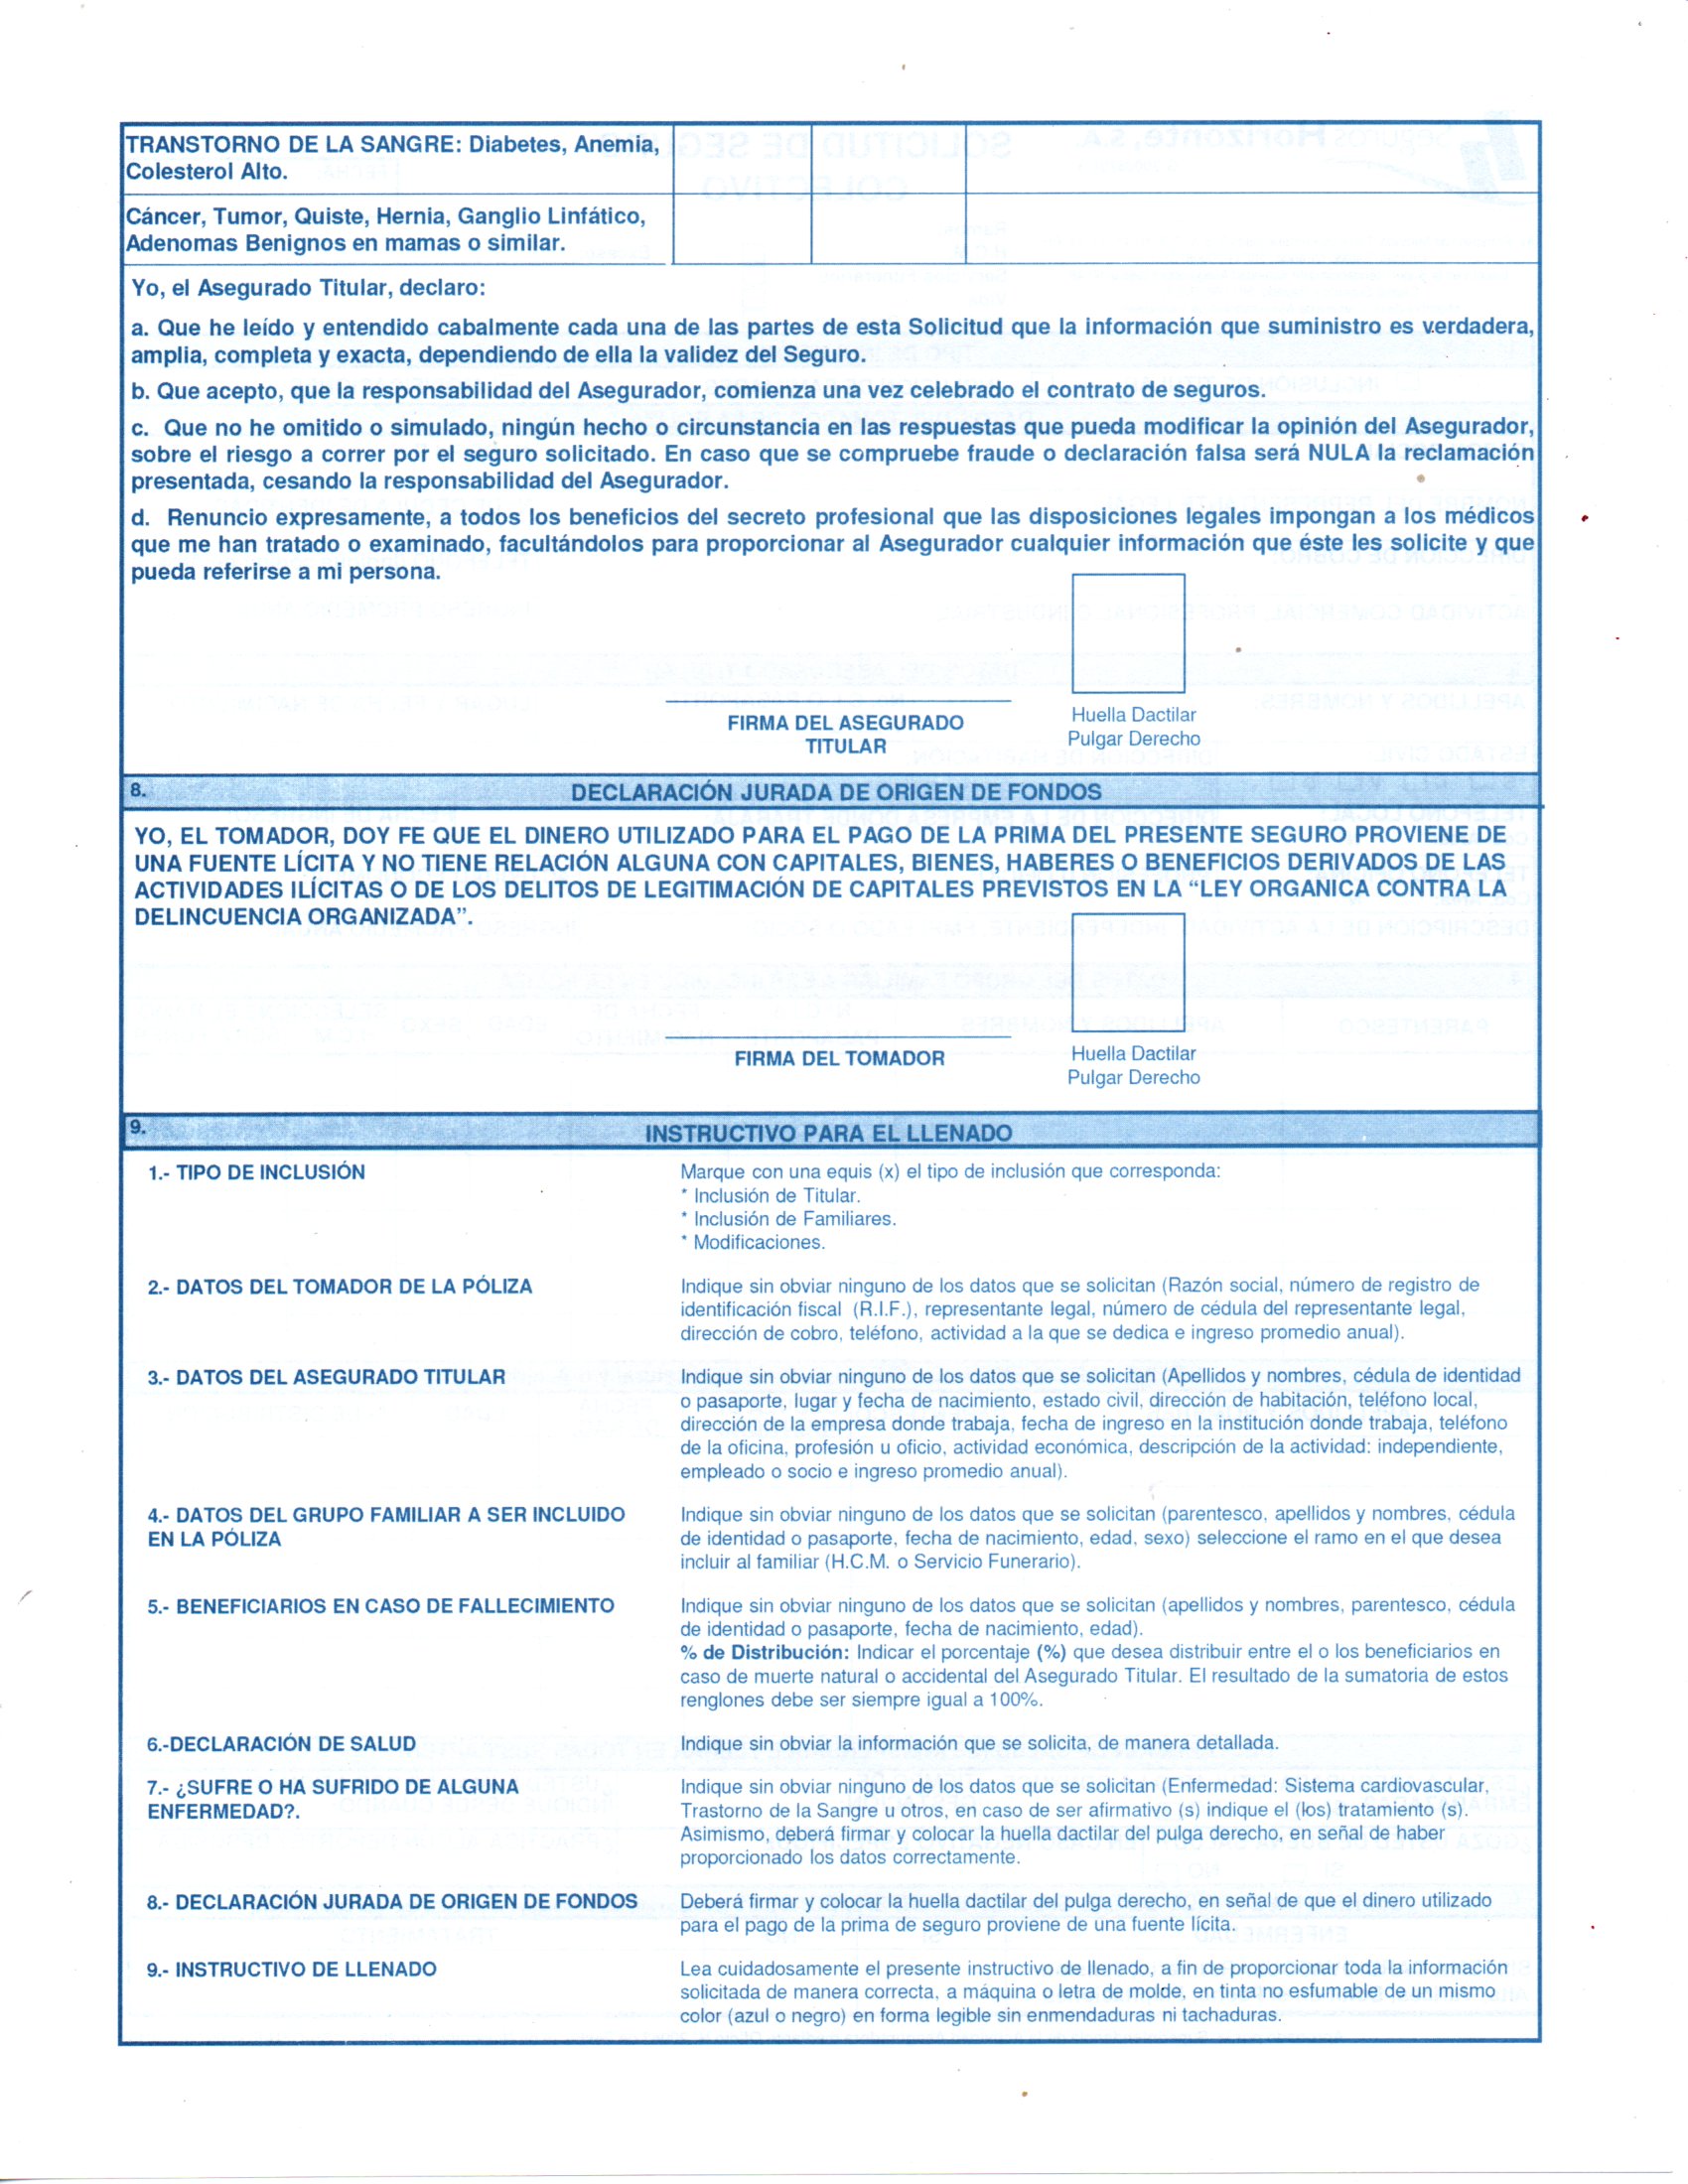 TRANSTORNO DE LA SANGRE: Diabetes, Anemia,
Colesterol Alto.
Cáncer, Tumor, Quiste, Hernia, Ganglio Linfático,
Adenomas Benignos en mamas o similar.
Yo, el Asegurado Titular, declaro:
a. Que he leído y entendido cabalmente cada una de las partes de esta Solicitud que la información que suministro es verdadera,
amplia, completa y exacta, dependiendo de ella la validez del Seguro.
b. Que acepto, que la responsabilidad del Asegurador, comienza una vez celebrado el contrato de seguros.
c. Que no he omitido o simulado, ningún hecho o circunstancia en las respuestas que pueda modificar la opinión del Asegurador,
sobre el riesgo a correr por el seguro solicitado. En caso que se compruebe fraude o declaración falsa será NULA la reclamación
presentada, cesando la responsabilidad del Asegurador.
d. Renuncio expresamente, a todos los beneficios del secreto profesional que las disposiciones legales impongan a los médicos
que me han tratado o examinado, facultándolos para proporcionar al Asegurador cualquier información que éste les solicite y que
pueda referirse a mi persona.
FIRMA DEL ASEGURADO
TITULAR
Huella Dactilar
Pulgar Derecho
8. DECLARACIÓN JURADA DE ORIGEN DE FONDOS
YO, EL TOMADOR, DOY FE QUE EL DINERO UTILIZADO PARA EL PAGO DE LA PRIMA DEL PRESENTE SEGURO PROVIENE DE
UNA FUENTE LÍCITA Y NO TIENE RELACIÓN ALGUNA CON CAPITALES, BIENES, HABERES O BENEFICIOS DERIVADOS DE LAS
ACTIVIDADES ILÍCITAS O DE LOS DELITOS DE LEGITIMACIÓN DE CAPITALES PREVISTOS EN LA “LEY ORGANICA CONTRA LA
DELINCUENCIA ORGANIZADA”.
FIRMA DEL TOMADOR
Huella Dactilar
Pulgar Derecho
9. INSTRUCTIVO PARA EL LLENADO
1.- TIPO DE INCLUSIÓN
Marque con una equis (x) el tipo de inclusión que corresponda:
* Inclusión de Titular.
* Inclusión de Familiares.
* Modificaciones.
2.- DATOS DEL TOMADOR DE LA PÓLIZA
Indique sin obviar ninguno de los datos que se solicitan (Razón social, número de registro de
identificación fiscal (R.I.F.), representante legal, número de cédula del representante legal,
dirección de cobro, teléfono, actividad a la que se dedica e ingreso promedio anual).
3.- DATOS DEL ASEGURADO TITULAR
Indique sin obviar ninguno de los datos que se solicitan (Apellidos y nombres, cédula de identidad
o pasaporte, lugar y fecha de nacimiento, estado civil, dirección de habitación, teléfono local,
dirección de la empresa donde trabaja, fecha de ingreso en la institución donde trabaja, teléfono
de la oficina, profesión u oficio, actividad económica, descripción de la actividad: independiente,
empleado o socio e ingreso promedio anual).
4.- DATOS DEL GRUPO FAMILIAR A SER INCLUIDO
EN LA PÓLIZA
Indique sin obviar ninguno de los datos que se solicitan (parentesco, apellidos y nombres, cédula
de identidad o pasaporte, fecha de nacimiento, edad, sexo) seleccione el ramo en el que desea
incluir al familiar (H.C.M. o Servicio Funerario).
5.- BENEFICIARIOS EN CASO DE FALLECIMIENTO
Indique sin obviar ninguno de los datos que se solicitan (apellidos y nombres, parentesco, cédula
de identidad o pasaporte, fecha de nacimiento, edad).
% de Distribución: Indicar el porcentaje (%) que desea distribuir entre el o los beneficiarios en
caso de muerte natural o accidental del Asegurado Titular. El resultado de la sumatoria de estos
renglones debe ser siempre igual a 100%.
6.-DECLARACIÓN DE SALUD
Indique sin obviar la información que se solicita, de manera detallada.
7.- ¿SUFRE O HA SUFRIDO DE ALGUNA
ENFERMEDAD?.
Indique sin obviar ninguno de los datos que se solicitan (Enfermedad: Sistema cardiovascular,
Trastorno de la Sangre u otros, en caso de ser afirmativo (s) indique el (los) tratamiento (s).
Asimismo, deberá firmar y colocar la huella dactilar del pulga derecho, en señal de haber
proporcionado los datos correctamente.
8.- DECLARACIÓN JURADA DE ORIGEN DE FONDOS
Deberá firmar y colocar la huella dactilar del pulga derecho, en señal de que el dinero utilizado
para el pago de la prima de seguro proviene de una fuente lícita.
9.- INSTRUCTIVO DE LLENADO
Lea cuidadosamente el presente instructivo de llenado, a fin de proporcionar toda la información
solicitada de manera correcta, a máquina o letra de molde, en tinta no esfumable de un mismo
color (azul o negro) en forma legible sin enmendaduras ni tachaduras.